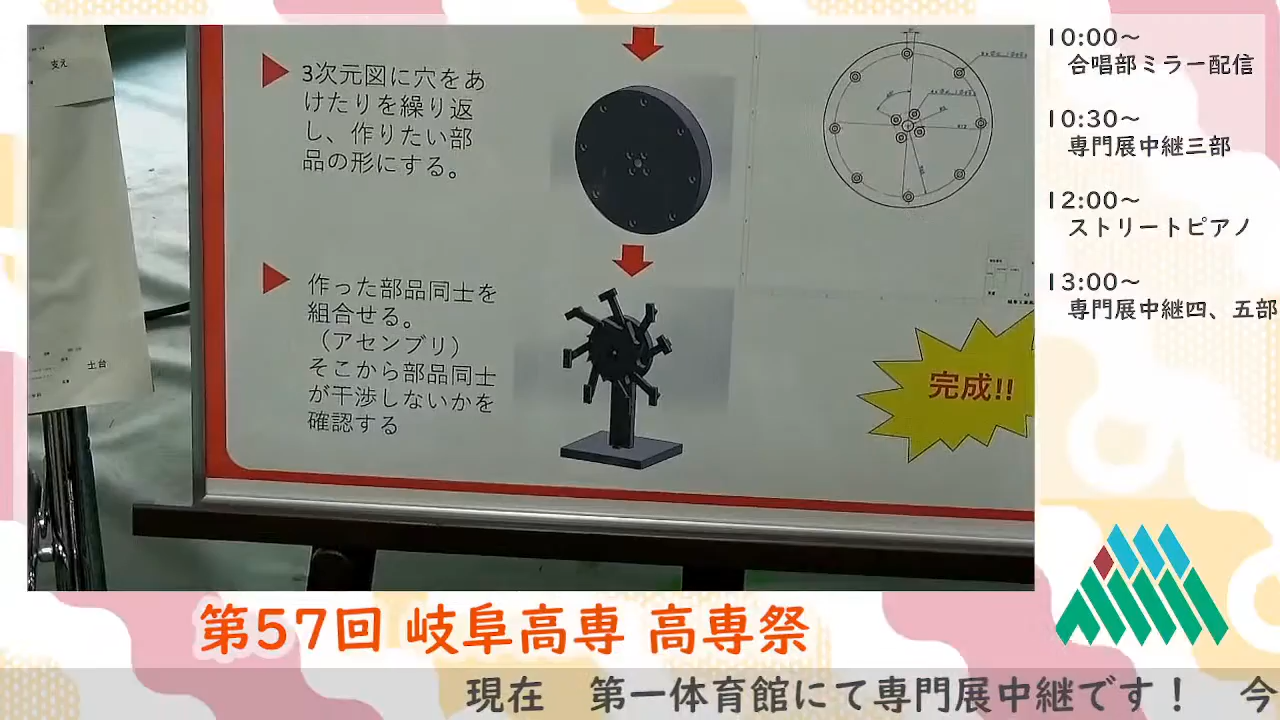 支え
土台
3次元図に穴をあ
けたりを繰り返
し、作りたい部
品の形にする。
作った部品同士を
組合せる。
（アセンブリ）
そこから部品同士
が干渉しないかを
確認する
完成!!
10:00～
合唱部ミラー配信
10:30～
専門展中継三部
12:00～
ストリートピアノ
13:00～
専門展中継四、五部
第57回 岐阜高専 高専祭
現在 第一体育館にて専門展中継です！ 今